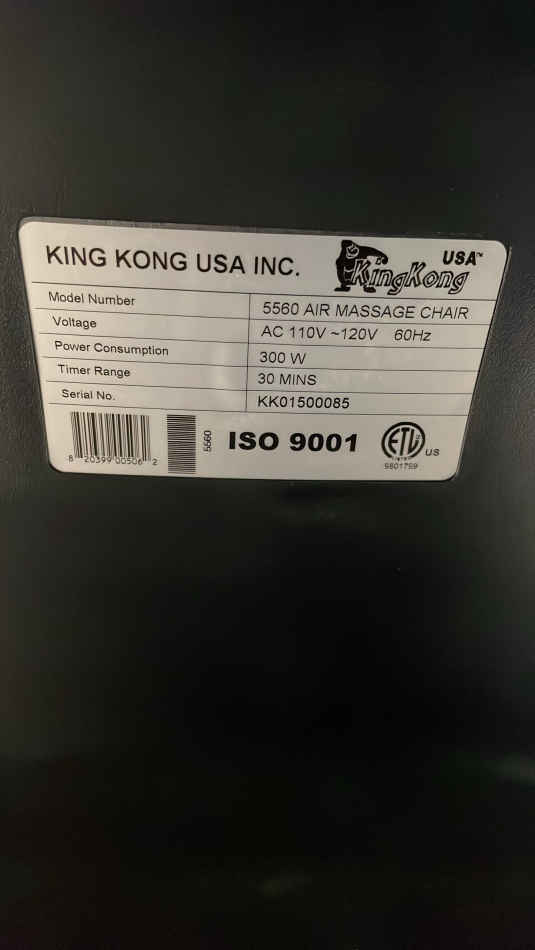 KING KONG USA INC.
USA™
KingKong
Model Number 5560 AIR MASSAGE CHAIR
Voltage AC 110V ~120V 60Hz
Power Consumption 300 W
Timer Range 30 MINS
Serial No. KK01500085
8 20399 00506 2
5560
ISO 9001
ETL
LISTED
US